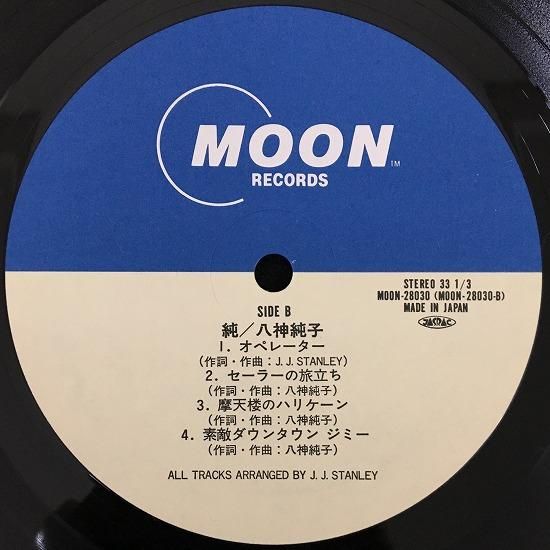 MOON TM
RECORDS
STEREO 33 1/3
MOON-28030 (MOON-28030-B)
MADE IN JAPAN
JASRAC
SIDE B
純/八神純子
1. オペレーター
(作詞・作曲:J. J. STANLEY)
2. セーラーの旅立ち
(作詞・作曲:八神純子)
3. 摩天楼のハリケーン
(作詞・作曲:八神純子)
4. 素敵ダウンタウン ジミー
(作詞・作曲:八神純子)
ALL TRACKS ARRANGED BY J. J. STANLEY